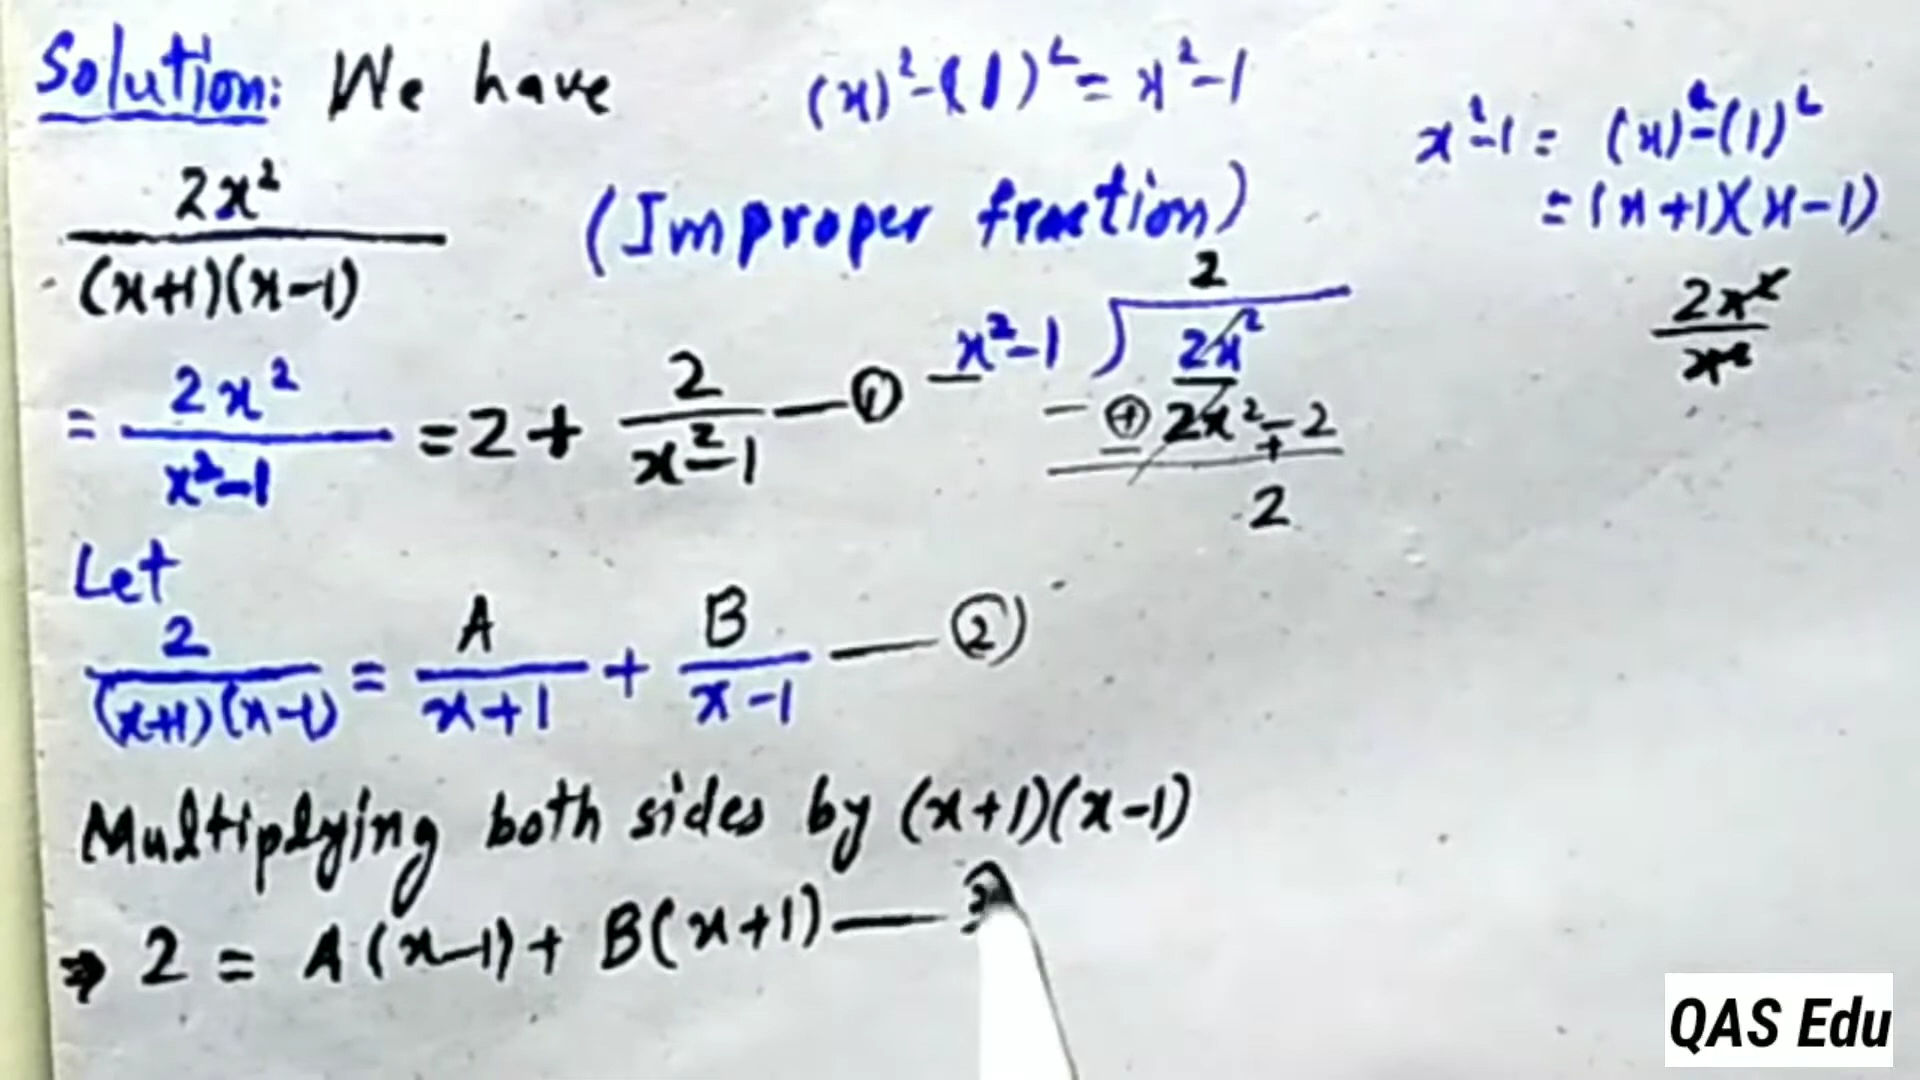 Solution: We have
(x)²-(1)² = x²-1
x²-1 = (x)²-(1)²
= (x+1)(x-1)
2x²
(x+1)(x-1)
(Improper fraction)
2
x²-1 ) 2x²
- ⊕ 2x² - 2
- +
2
2x²
x²
= 2x² / x²-1 = 2 + 2 / x²-1 — ①
Let
2 / (x+1)(x-1) = A / x+1 + B / x-1 — ②
Multiplying both sides by (x+1)(x-1)
⇒ 2 = A(x-1) + B(x+1) — 3
QAS Edu